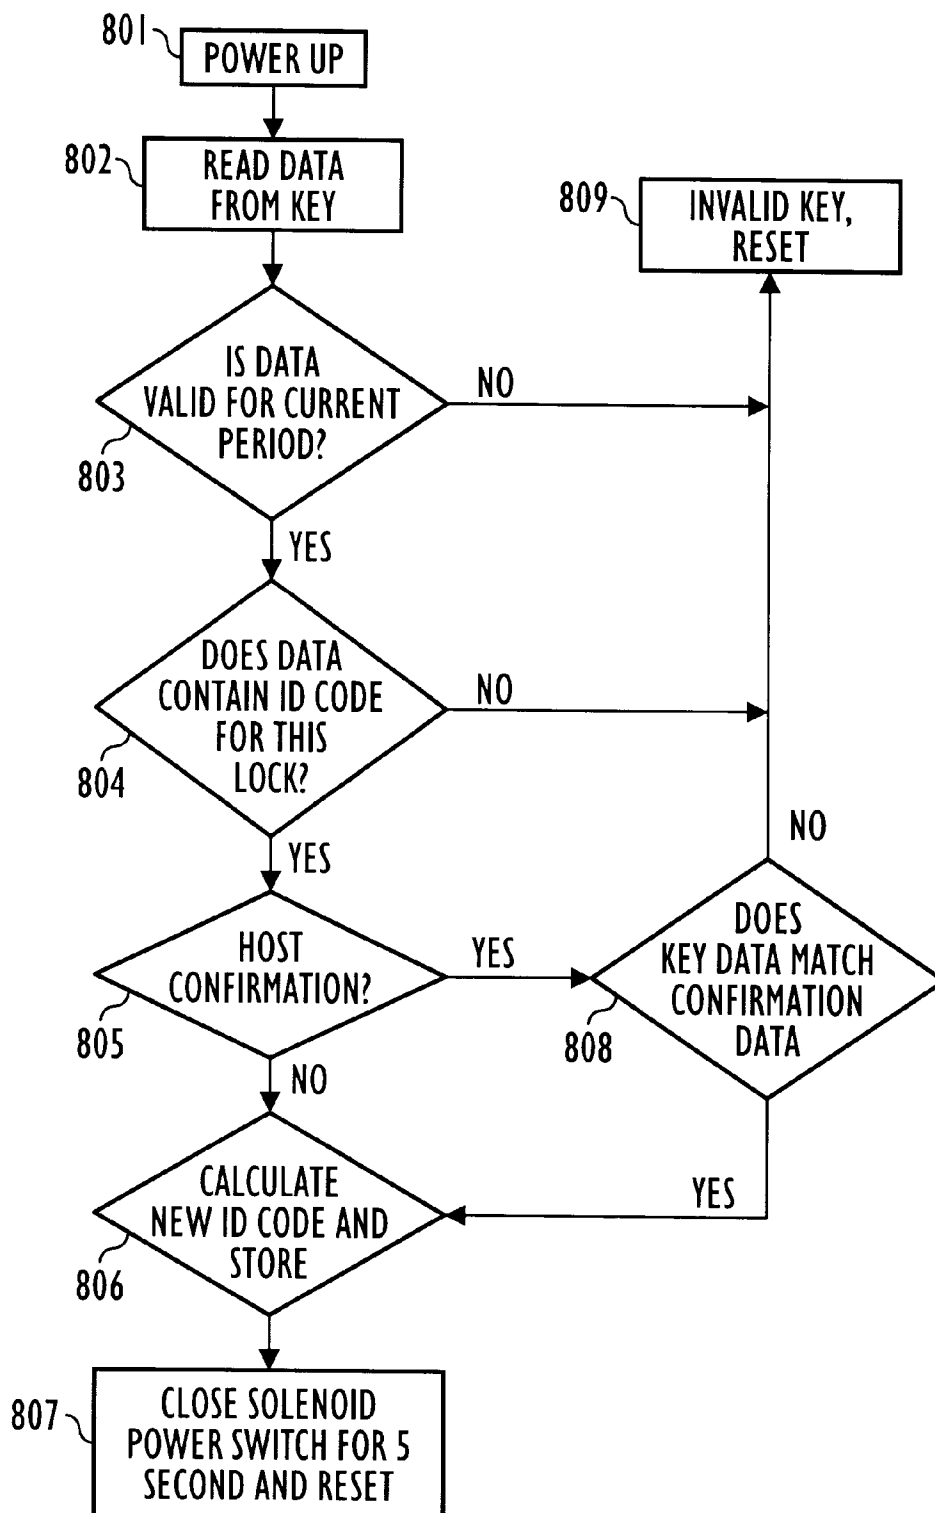 801
POWER UP
802
READ DATA
FROM KEY
809
INVALID KEY,
RESET
IS DATA
VALID FOR CURRENT
PERIOD?
803
NO
YES
DOES DATA
CONTAIN ID CODE
FOR THIS
LOCK?
804
NO
YES
HOST
CONFIRMATION?
805
YES
NO
DOES
KEY DATA MATCH
CONFIRMATION
DATA
808
NO
YES
CALCULATE
NEW ID CODE AND
STORE
806
807
CLOSE SOLENOID
POWER SWITCH FOR 5
SECOND AND RESET